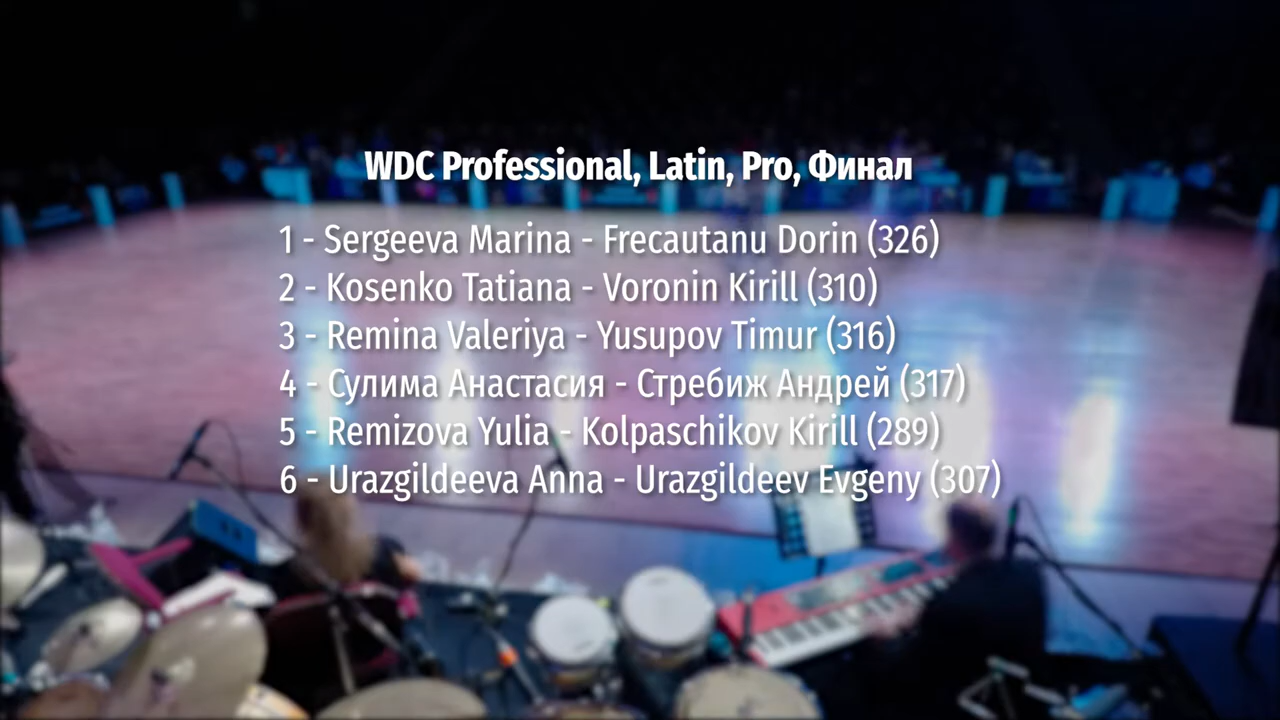 WDC Professional, Latin, Pro, Финал
1 - Sergeeva Marina - Frecautanu Dorin (326)
2 - Kosenko Tatiana - Voronin Kirill (310)
3 - Remina Valeriya - Yusupov Timur (316)
4 - Сулима Анастасия - Стребиж Андрей (317)
5 - Remizova Yulia - Kolpaschikov Kirill (289)
6 - Urazgildeeva Anna - Urazgildeev Evgeny (307)